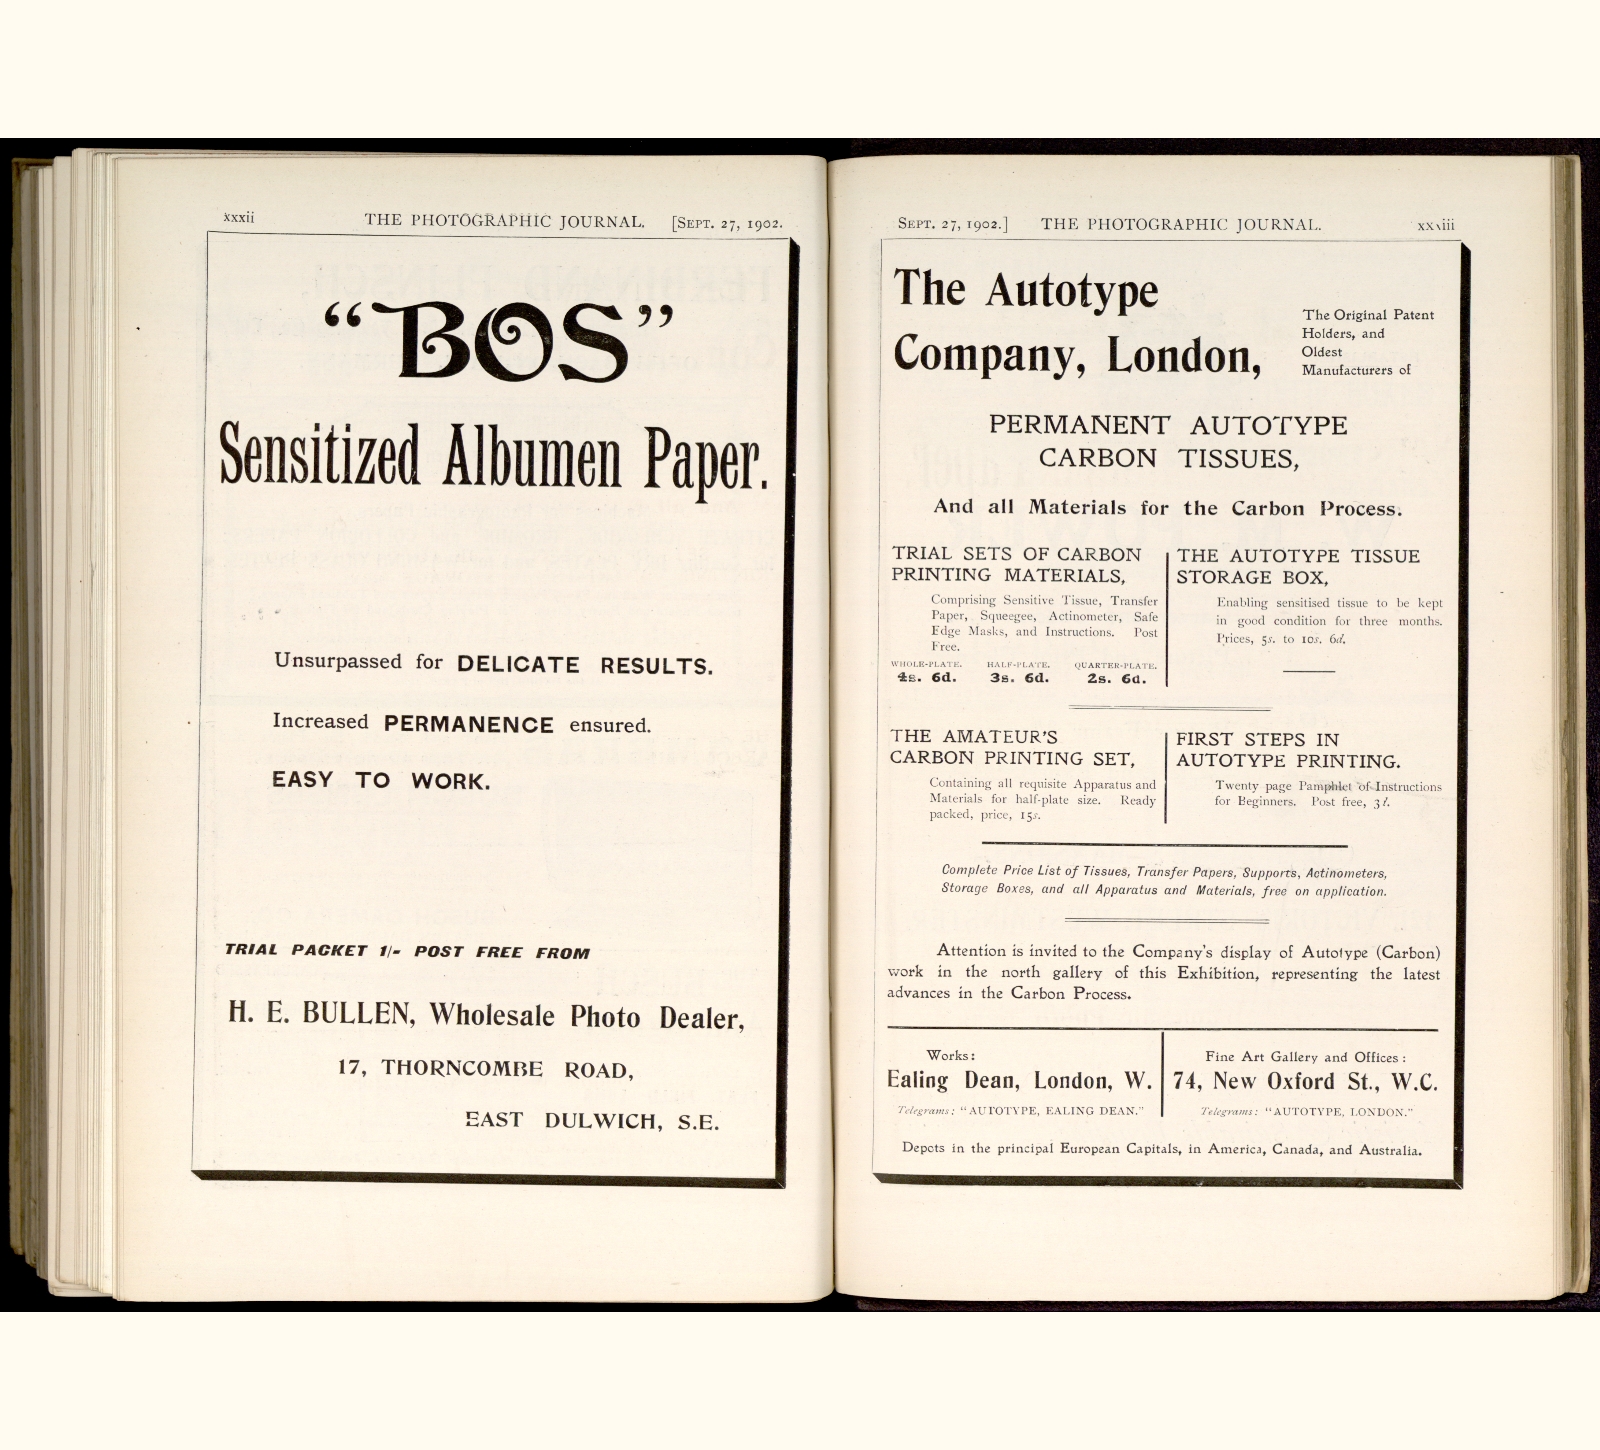 xxxii THE PHOTOGRAPHIC JOURNAL. [SEPT. 27, 1902.
“BOS”
Sensitized Albumen Paper.
Unsurpassed for DELICATE RESULTS.
Increased PERMANENCE ensured.
EASY TO WORK.
TRIAL PACKET 1/- POST FREE FROM
H. E. BULLEN, Wholesale Photo Dealer,
17, THORNCOMBE ROAD,
EAST DULWICH, S.E.
SEPT. 27, 1902.] THE PHOTOGRAPHIC JOURNAL. xxxiii
The Autotype
Company, London,
The Original Patent
Holders, and
Oldest
Manufacturers of
PERMANENT AUTOTYPE
CARBON TISSUES,
And all Materials for the Carbon Process.
TRIAL SETS OF CARBON
PRINTING MATERIALS,
Comprising Sensitive Tissue, Transfer
Paper, Squeegee, Actinometer, Safe
Edge Masks, and Instructions. Post
Free.
WHOLE-PLATE. HALF-PLATE. QUARTER-PLATE.
4s. 6d. 3s. 6d. 2s. 6d.
THE AUTOTYPE TISSUE
STORAGE BOX,
Enabling sensitised tissue to be kept
in good condition for three months.
Prices, 5s. to 10s. 6d.
THE AMATEUR'S
CARBON PRINTING SET,
Containing all requisite Apparatus and
Materials for half-plate size. Ready
packed, price, 15s.
FIRST STEPS IN
AUTOTYPE PRINTING.
Twenty page Pamphlet of Instructions
for Beginners. Post free, 3d.
Complete Price List of Tissues, Transfer Papers, Supports, Actinometers,
Storage Boxes, and all Apparatus and Materials, free on application.
Attention is invited to the Company's display of Autotype (Carbon)
work in the north gallery of this Exhibition, representing the latest
advances in the Carbon Process.
Works:
Ealing Dean, London, W.
Telegrams: “AUTOTYPE, EALING DEAN.”
Fine Art Gallery and Offices:
74, New Oxford St., W.C.
Telegrams: “AUTOTYPE, LONDON.”
Depots in the principal European Capitals, in America, Canada, and Australia.